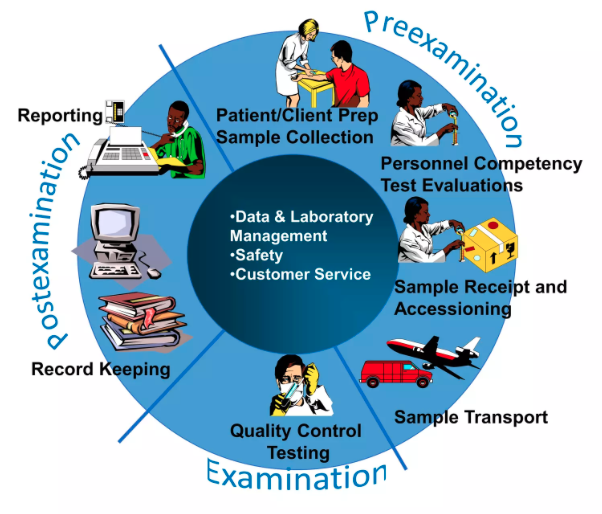 Preexamination
Patient/Client Prep
Sample Collection
Personnel Competency
Test Evaluations
Sample Receipt and
Accessioning
Sample Transport
Examination
Quality Control
Testing
Postexamination
Reporting
Record Keeping
•Data & Laboratory
Management
•Safety
•Customer Service